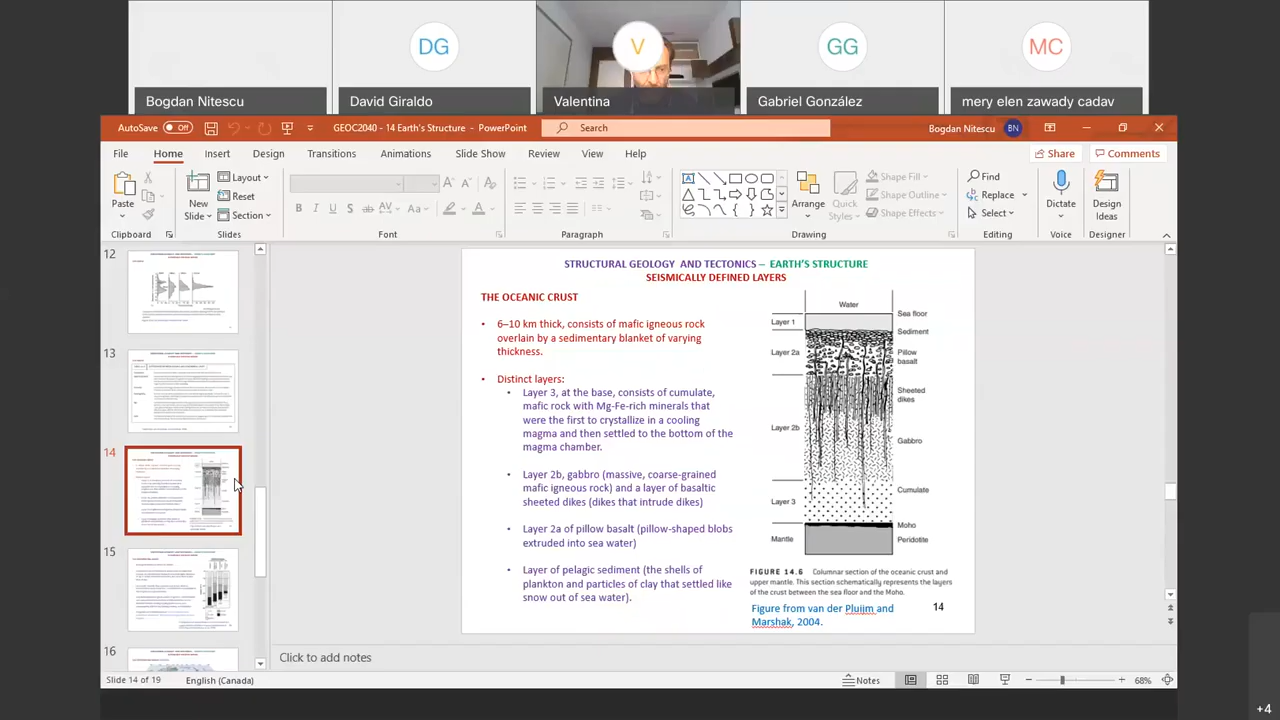 DG
V
GG
MC
Bogdan Nitescu
David Giraldo
Valentina
Gabriel González
mery elen zawady cadav
AutoSave
Off
GEOC2040 - 14 Earth's Structure - PowerPoint
Search
Bogdan Nitescu
BN
File
Home
Insert
Design
Transitions
Animations
Slide Show
Review
View
Help
Share
Comments
Paste
New
Slide
Layout
Reset
Section
Arrange
Quick
Styles
Shape Fill
Shape Outline
Shape Effects
Find
Replace
Select
Dictate
Design
Ideas
Clipboard
Slides
Font
Paragraph
Drawing
Editing
Voice
Designer
12
13
14
15
16
STRUCTURAL GEOLOGY AND TECTONICS – EARTH'S STRUCTURE
SEISMICALLY DEFINED LAYERS
THE OCEANIC CRUST
• 6–10 km thick, consists of mafic igneous rock
overlain by a sedimentary blanket of varying
thickness.
• Distinct layers:
• Layer 3, at the base, consists of cumulate,
mafic rock with Mg-Fe-rich minerals that
were the first to crystallize in a cooling
magma and then settled to the bottom of the
magma chamber.
• Layer 2b, gabbro (massive, coarse-grained
mafic igneous rock) and a layer of basaltic
sheeted dikes (dikes that intrude dikes)
• Layer 2a of pillow basalt (pillow-shaped blobs
extruded into sea water)
• Layer of pelagic sediment (the shells of
plankton and particles of clay that settled like
snow out of sea water).
Water
Sea floor
Layer 1
Sediment
Layer 2a
Pillow
basalt
Sheeted
dikes
Layer 2b
Gabbro
Cumulate
Layer 3
Moho
Mantle
Peridotite
FIGURE 14.6 Columnar section of the oceanic crust and
upper mantle. This section schematically represents the layers
of the crust between the sea floor and the Moho.
Figure from van der Pluijm and
Marshak, 2004.
14
Click to add notes
Slide 14 of 19
English (Canada)
Notes
68%
+4